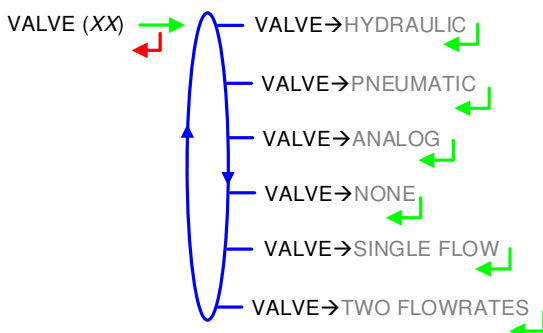 VALVE (XX)
VALVE→HYDRAULIC
VALVE→PNEUMATIC
VALVE→ANALOG
VALVE→NONE
VALVE→SINGLE FLOW
VALVE→TWO FLOWRATES